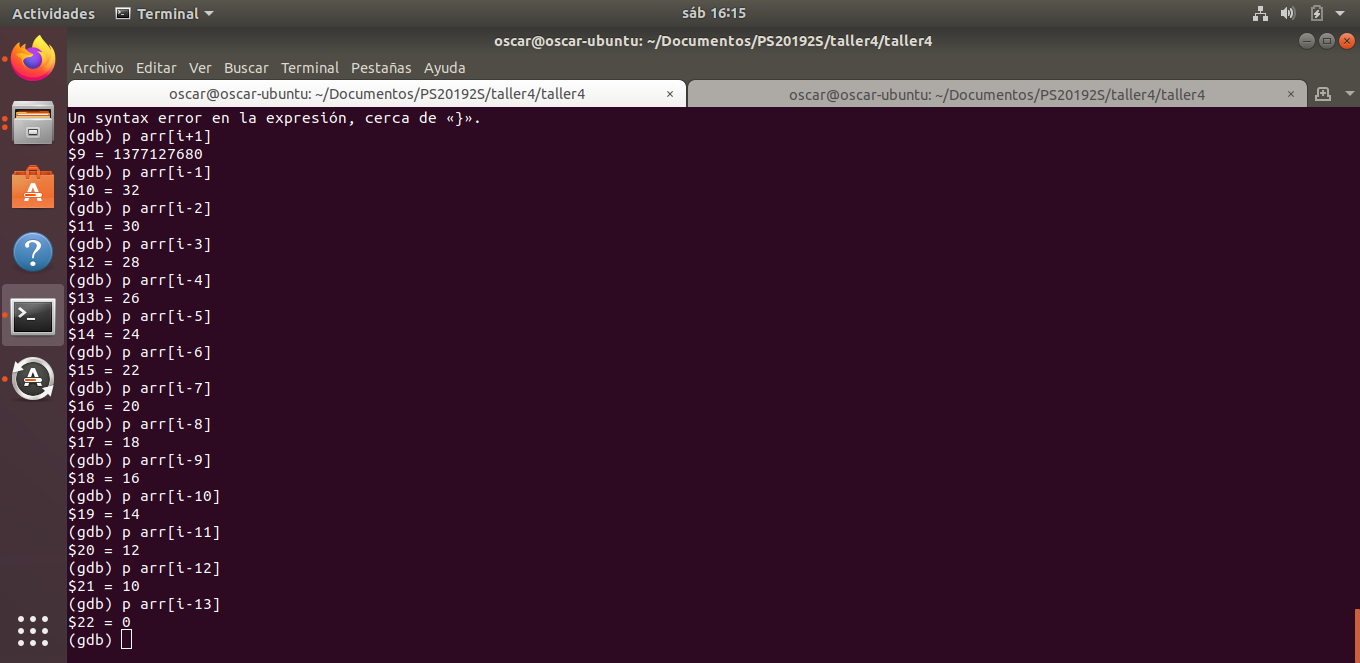 Actividades Terminal sáb 16:15
oscar@oscar-ubuntu: ~/Documentos/PS20192S/taller4/taller4
Archivo Editar Ver Buscar Terminal Pestañas Ayuda
oscar@oscar-ubuntu: ~/Documentos/PS20192S/taller4/taller4 × oscar@oscar-ubuntu: ~/Documentos/PS20192S/taller4/taller4 ×
Un syntax error en la expresión, cerca de «}».
(gdb) p arr[i+1]
$9 = 1377127680
(gdb) p arr[i-1]
$10 = 32
(gdb) p arr[i-2]
$11 = 30
(gdb) p arr[i-3]
$12 = 28
(gdb) p arr[i-4]
$13 = 26
(gdb) p arr[i-5]
$14 = 24
(gdb) p arr[i-6]
$15 = 22
(gdb) p arr[i-7]
$16 = 20
(gdb) p arr[i-8]
$17 = 18
(gdb) p arr[i-9]
$18 = 16
(gdb) p arr[i-10]
$19 = 14
(gdb) p arr[i-11]
$20 = 12
(gdb) p arr[i-12]
$21 = 10
(gdb) p arr[i-13]
$22 = 0
(gdb)